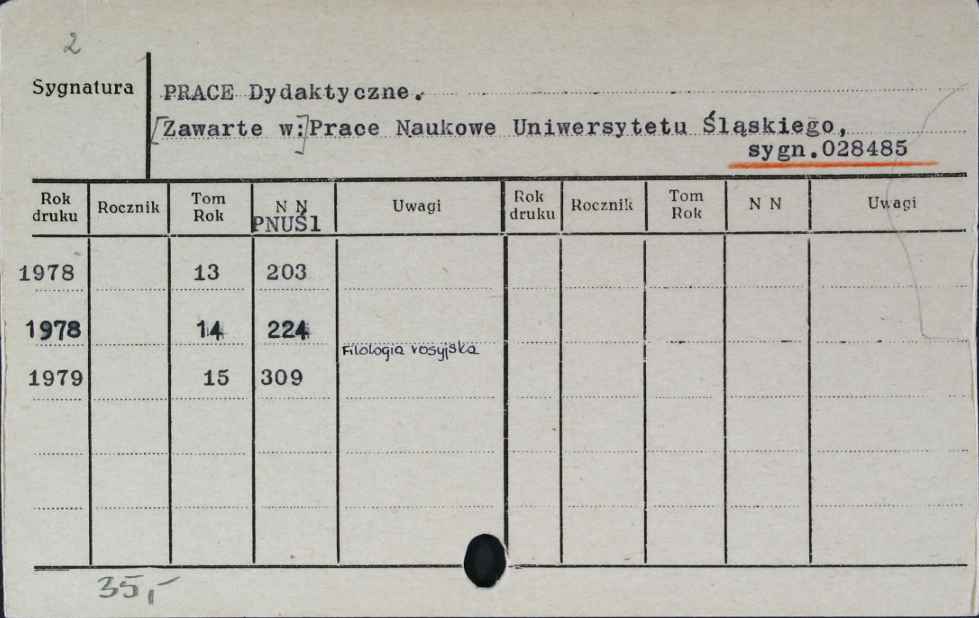 2
Sygnatura
PRACE Dydaktyczne.
[Zawarte w:]Prace Naukowe Uniwersytetu Śląskiego,
sygn.028485
Rok druku Rocznik Tom Rok N N PNUŚl Uwagi Rok druku Rocznik Tom Rok N N Uwagi
1978 13 203
1978 14 224
Filologia rosyjska
1979 15 309
35,-